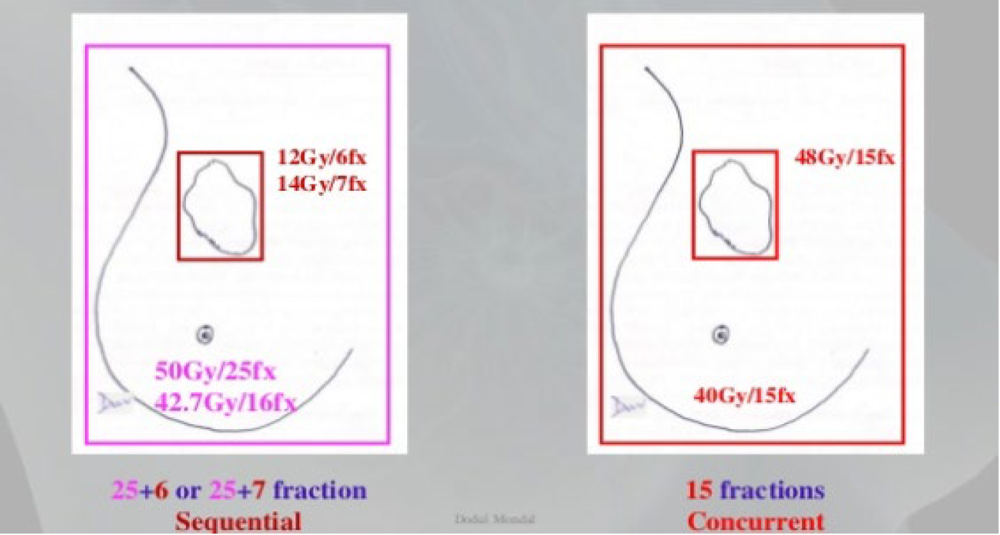 12Gy/6fx
14Gy/7fx
50Gy/25fx
42.7Gy/16fx
25+6 or 25+7 fraction
Sequential
48Gy/15fx
40Gy/15fx
15 fractions
Concurrent
Dodul Mondal